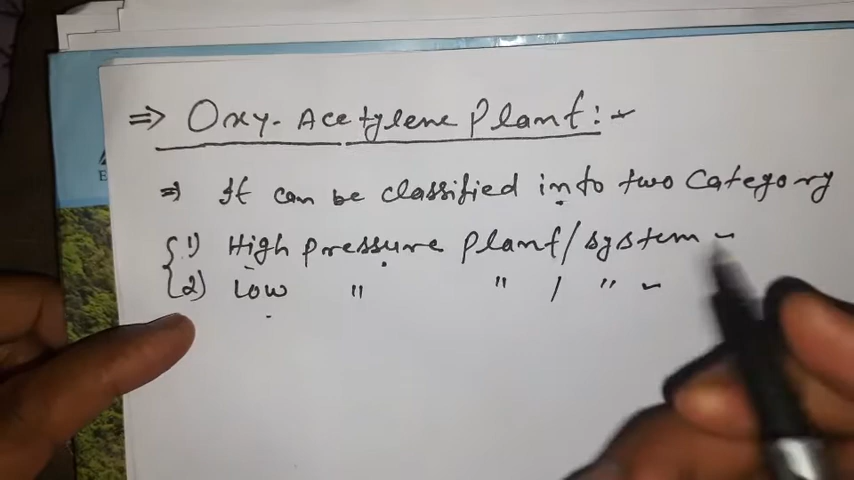 ⇒ Oxy-Acetylene Plant:-
⇒ It can be classified into two Category
1) High pressure plant/system -
2) Low " " / " -